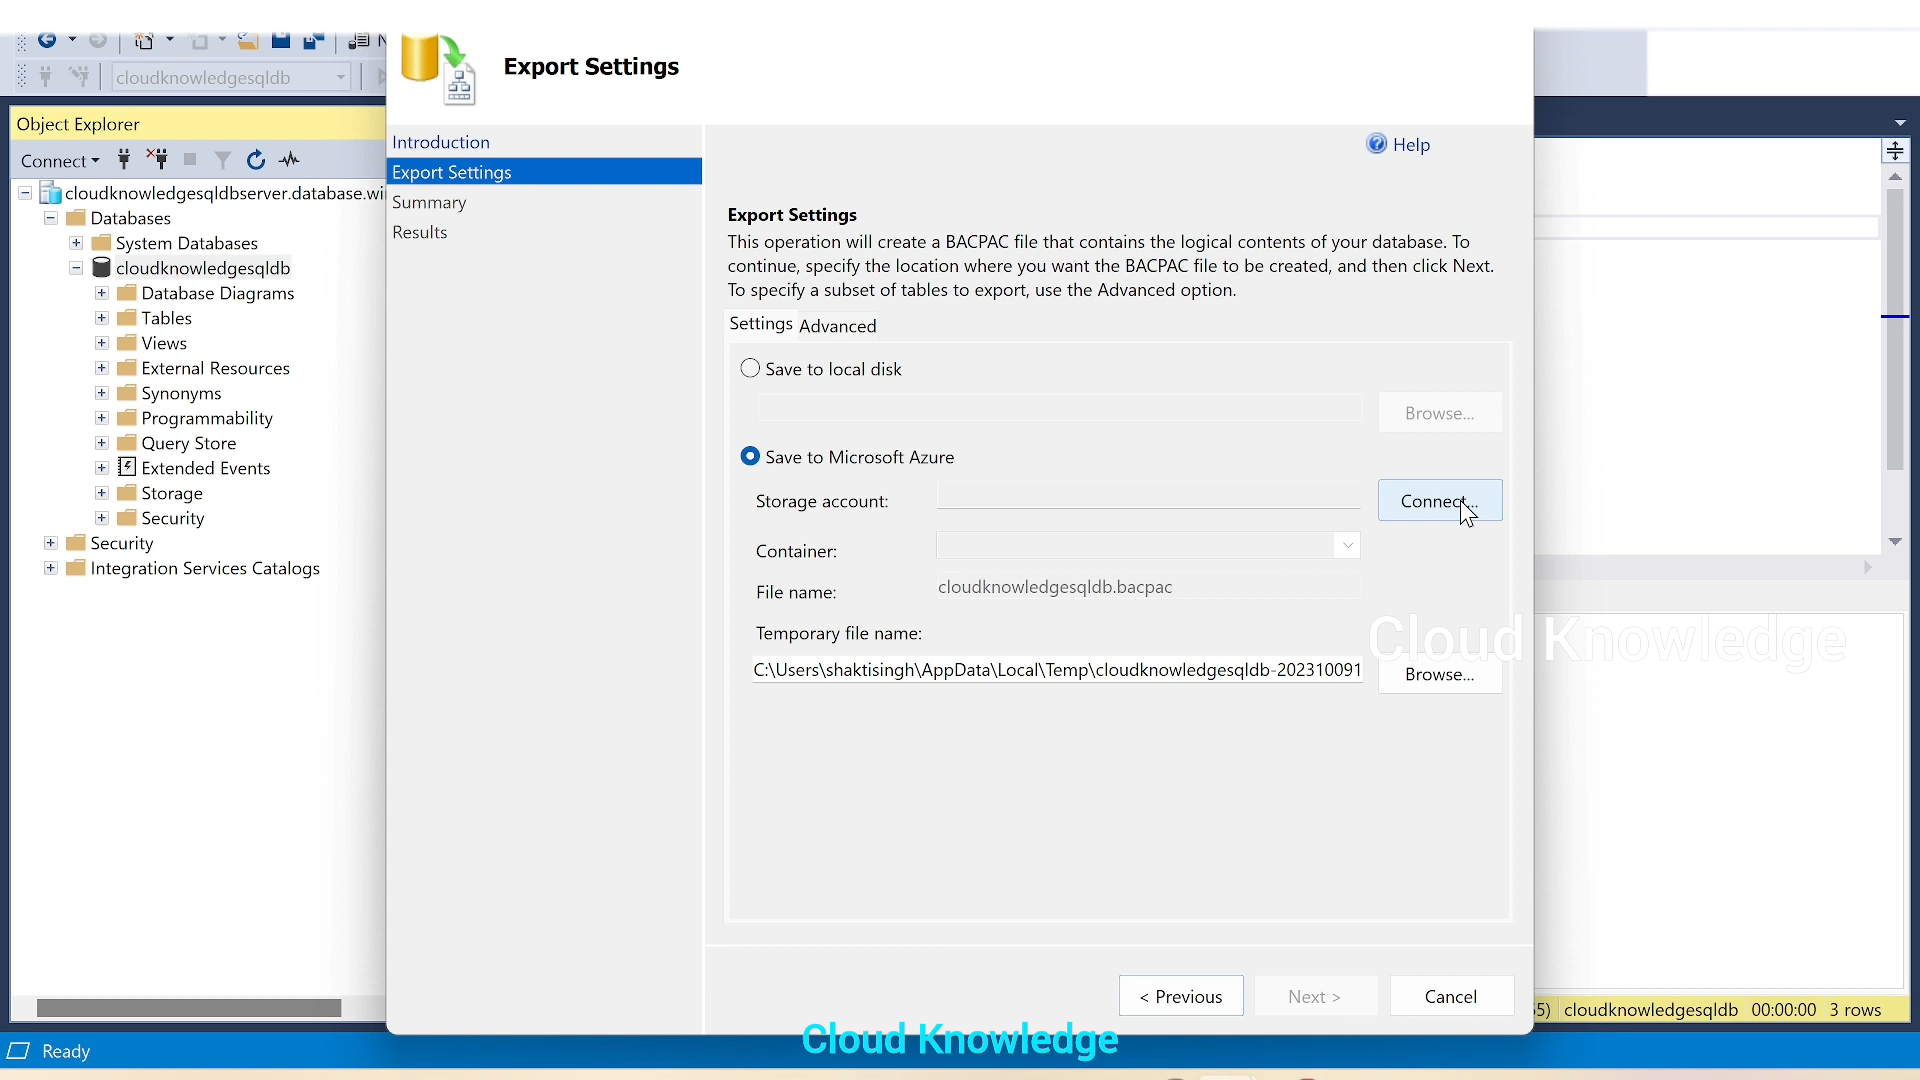 Export Settings
cloudknowledgesqldb
Object Explorer
Connect
cloudknowledgesqldbserver.database.wi
Databases
System Databases
cloudknowledgesqldb
Database Diagrams
Tables
Views
External Resources
Synonyms
Programmability
Query Store
Extended Events
Storage
Security
Security
Integration Services Catalogs
Introduction
Export Settings
Summary
Results
Help
Export Settings
This operation will create a BACPAC file that contains the logical contents of your database. To
continue, specify the location where you want the BACPAC file to be created, and then click Next.
To specify a subset of tables to export, use the Advanced option.
Settings Advanced
Save to local disk
Browse...
Save to Microsoft Azure
Storage account:
Connect...
Container:
File name: cloudknowledgesqldb.bacpac
Temporary file name:
C:\Users\shaktisingh\AppData\Local\Temp\cloudknowledgesqldb-202310091
Browse...
Cloud Knowledge
< Previous
Next >
Cancel
5) cloudknowledgesqldb 00:00:00 3 rows
Cloud Knowledge
Ready